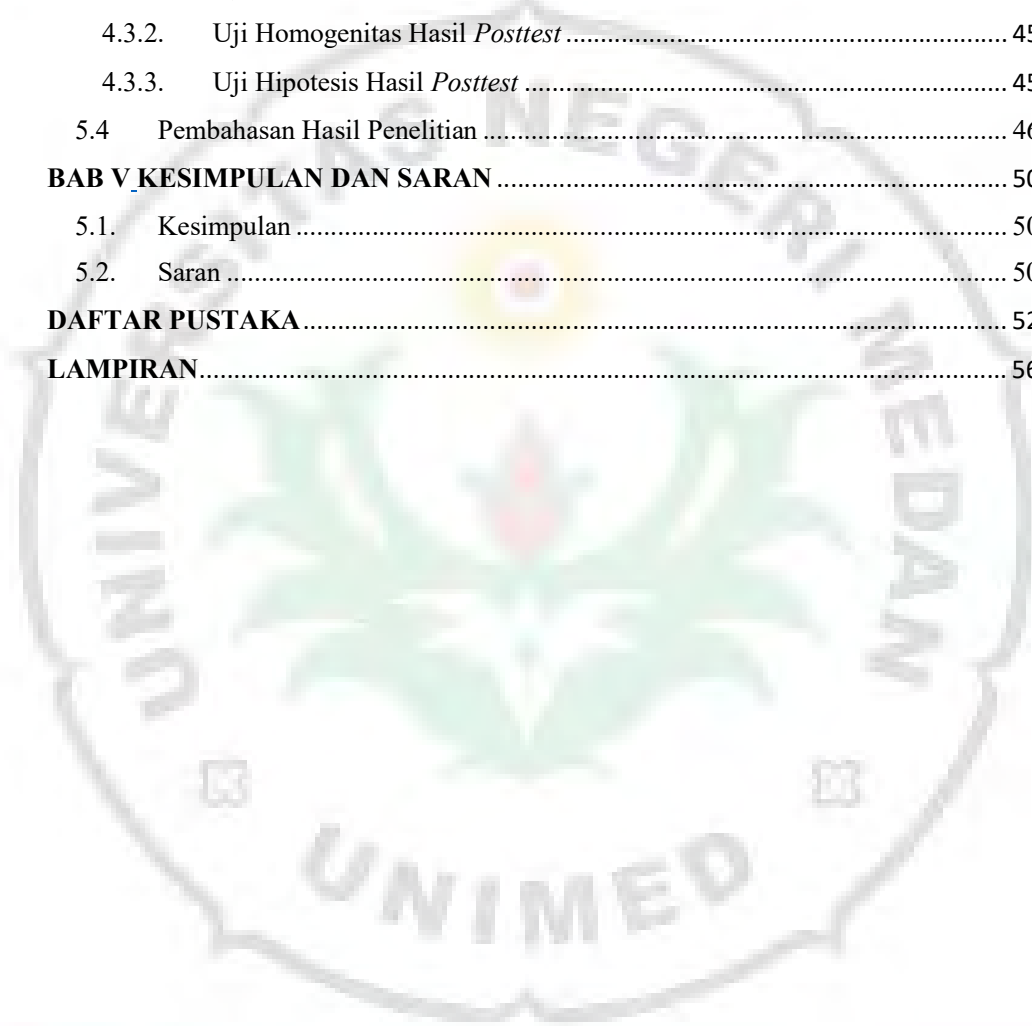 4.3.2. Uji Homogenitas Hasil Posttest ........................ 45
4.3.3. Uji Hipotesis Hasil Posttest ........................ 45
5.4 Pembahasan Hasil Penelitian ........................ 46
BAB V KESIMPULAN DAN SARAN ........................ 50
5.1. Kesimpulan ........................ 50
5.2. Saran ........................ 50
DAFTAR PUSTAKA ........................ 52
LAMPIRAN ........................ 56
UNIVERSITAS NEGERI MEDAN
UNIMED